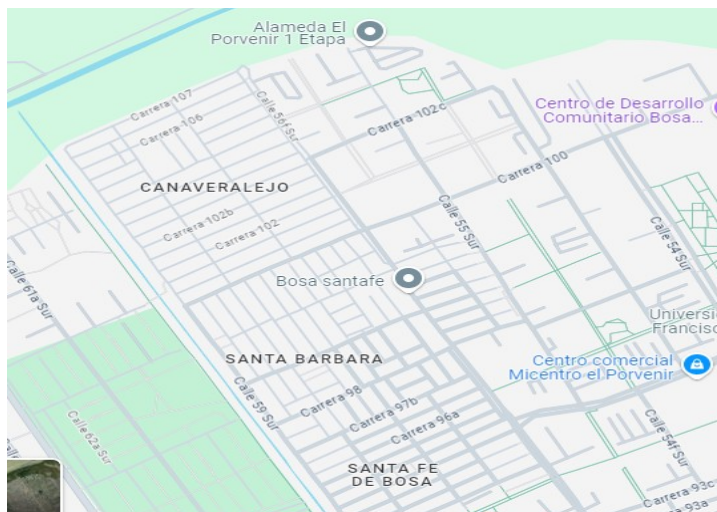 Alameda El
Porvenir 1 Etapa
Carrera 107
Calle 56f Sur
Carrera 106
Carrera 102c
Centro de Desarrollo
Comunitario Bosa...
Carrera 100
CANAVERALEJO
Carrera 102b
Carrera 102
Calle 55 Sur
Calle 54 Sur
Calle 61a Sur
Bosa santafe
Universi
Francisc
SANTA BARBARA
Centro comercial
Micentro el Porvenir
Calle 59 Sur
Carrera 98
Carrera 97b
Carrera 96a
Calle 62a Sur
Calle 54f Sur
SANTA FE
DE BOSA
Carrera 93c
93a